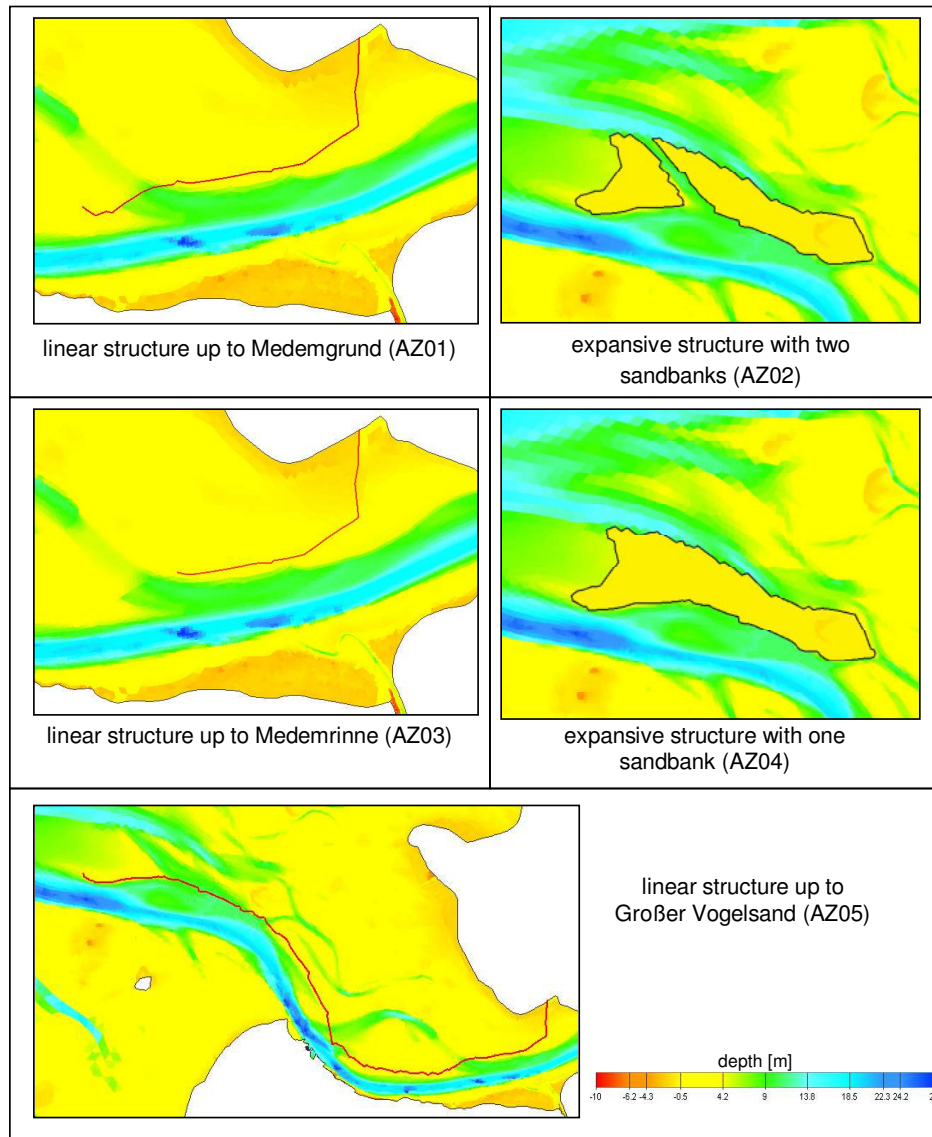 linear structure up to Medemgrund (AZ01)
expansive structure with two
sandbanks (AZ02)
linear structure up to Medemrinne (AZ03)
expansive structure with one
sandbank (AZ04)
linear structure up to
Großer Vogelsand (AZ05)
depth [m]
-10 -6.2 -4.3 -0.5 4.2 9 13.8 18.5 22.3 24.2